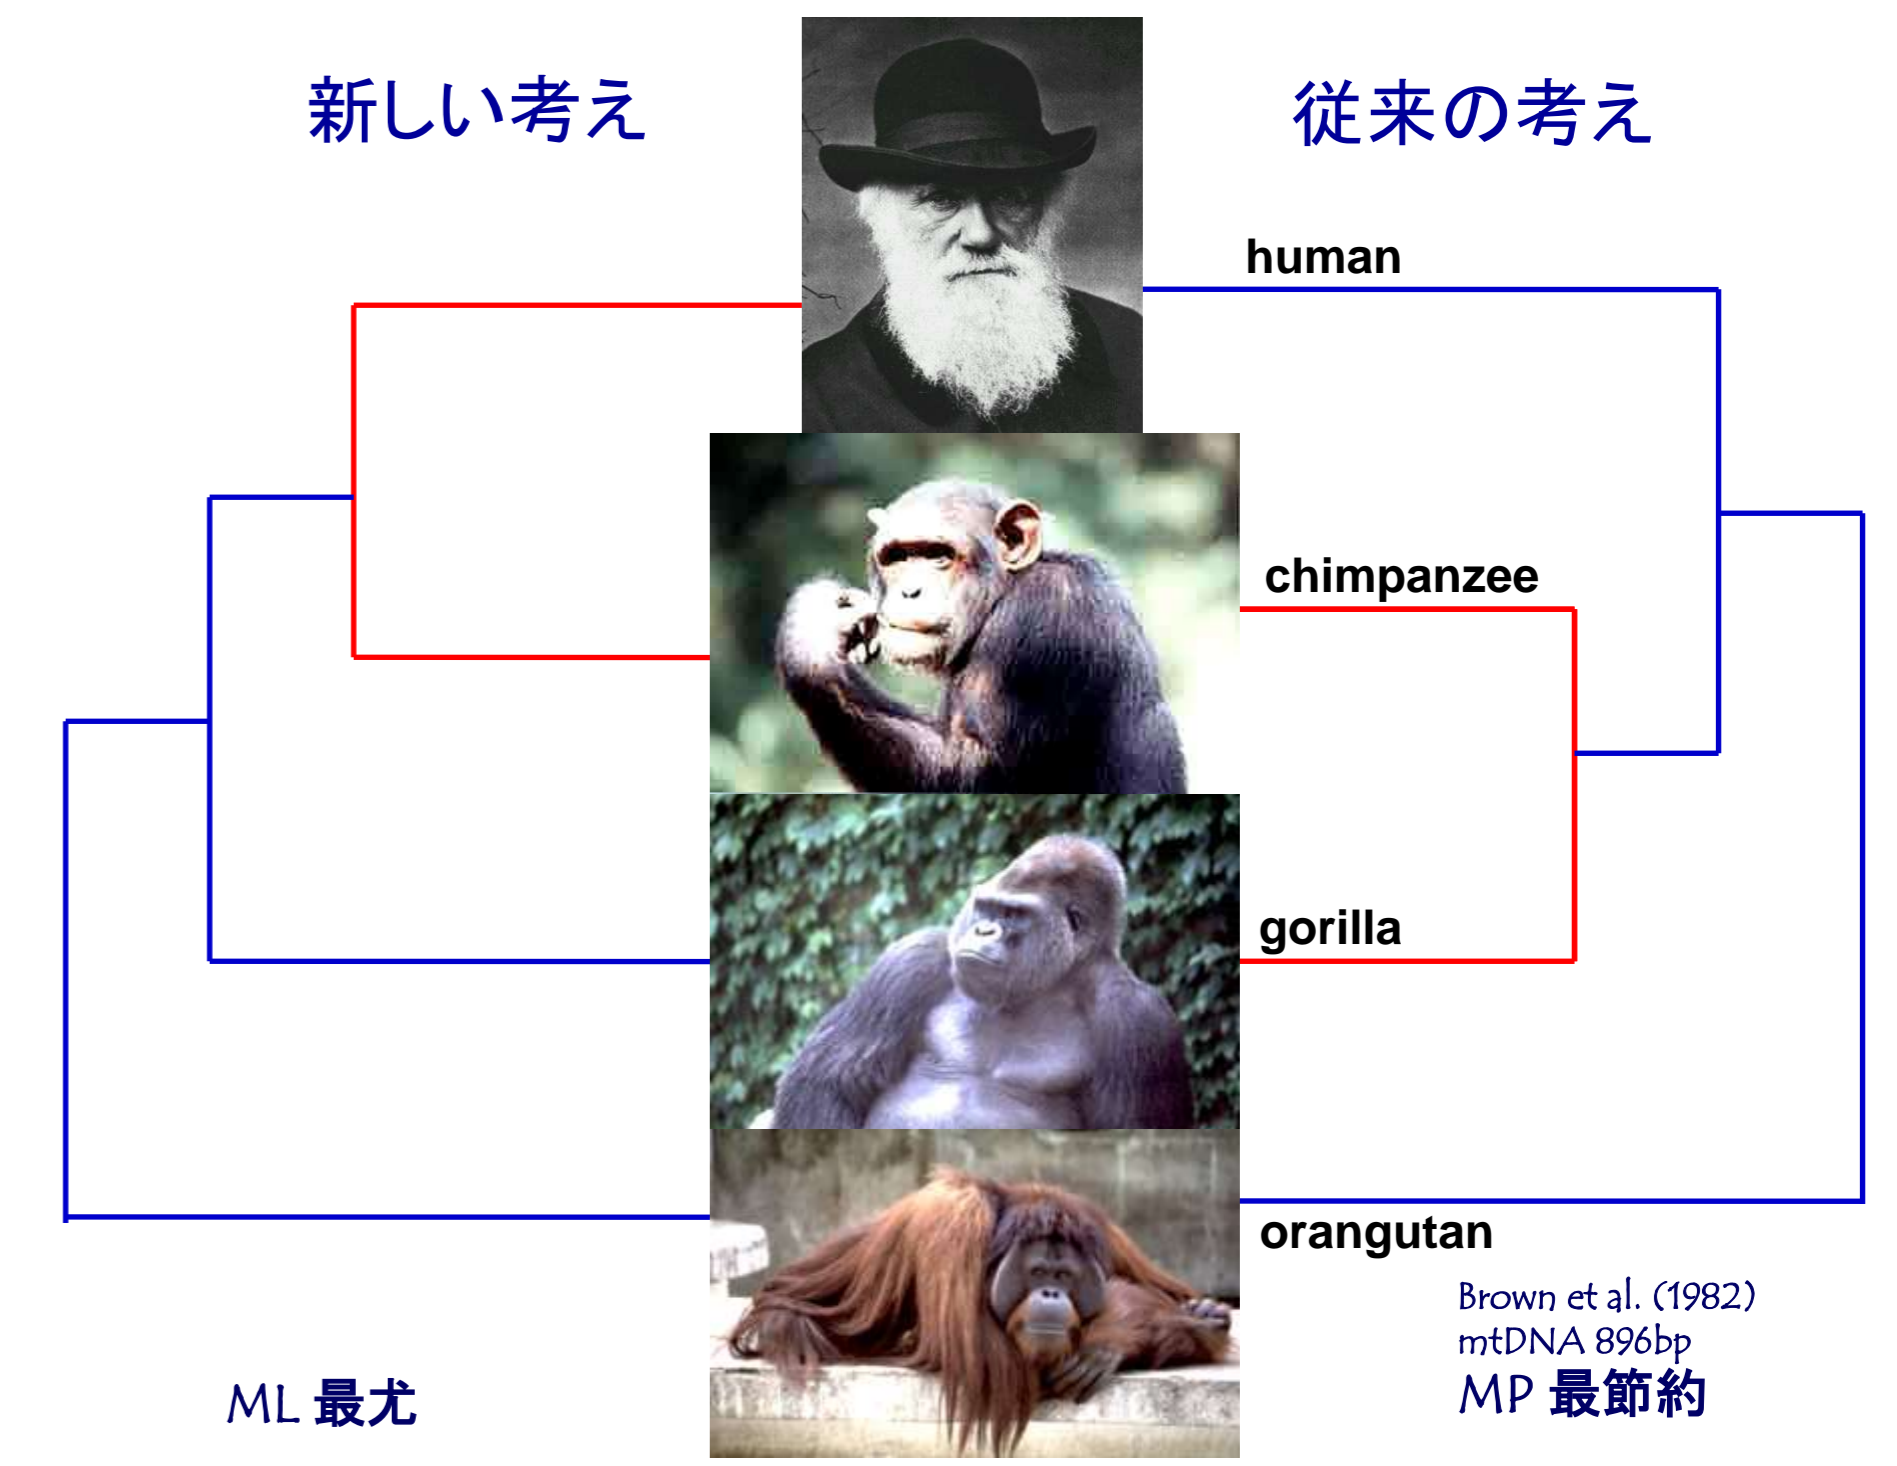 新しい考え
従来の考え
human
chimpanzee
gorilla
orangutan
Brown et al. (1982)
mtDNA 896bp
MP 最節約
ML 最尤